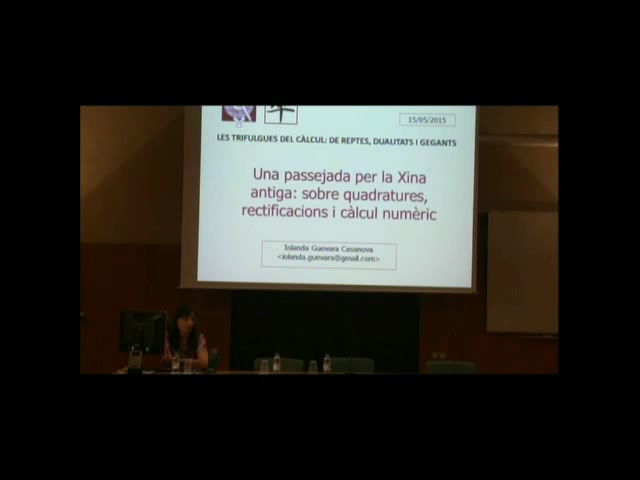 15/05/2015
LES TRIFULGUES DEL CÀLCUL: DE REPTES, DUALITATS I GEGANTS
Una passejada per la Xina
antiga: sobre quadratures,
rectificacions i càlcul numèric
Iolanda Guevara Casanova
<iolanda.guevara@gmail.com>